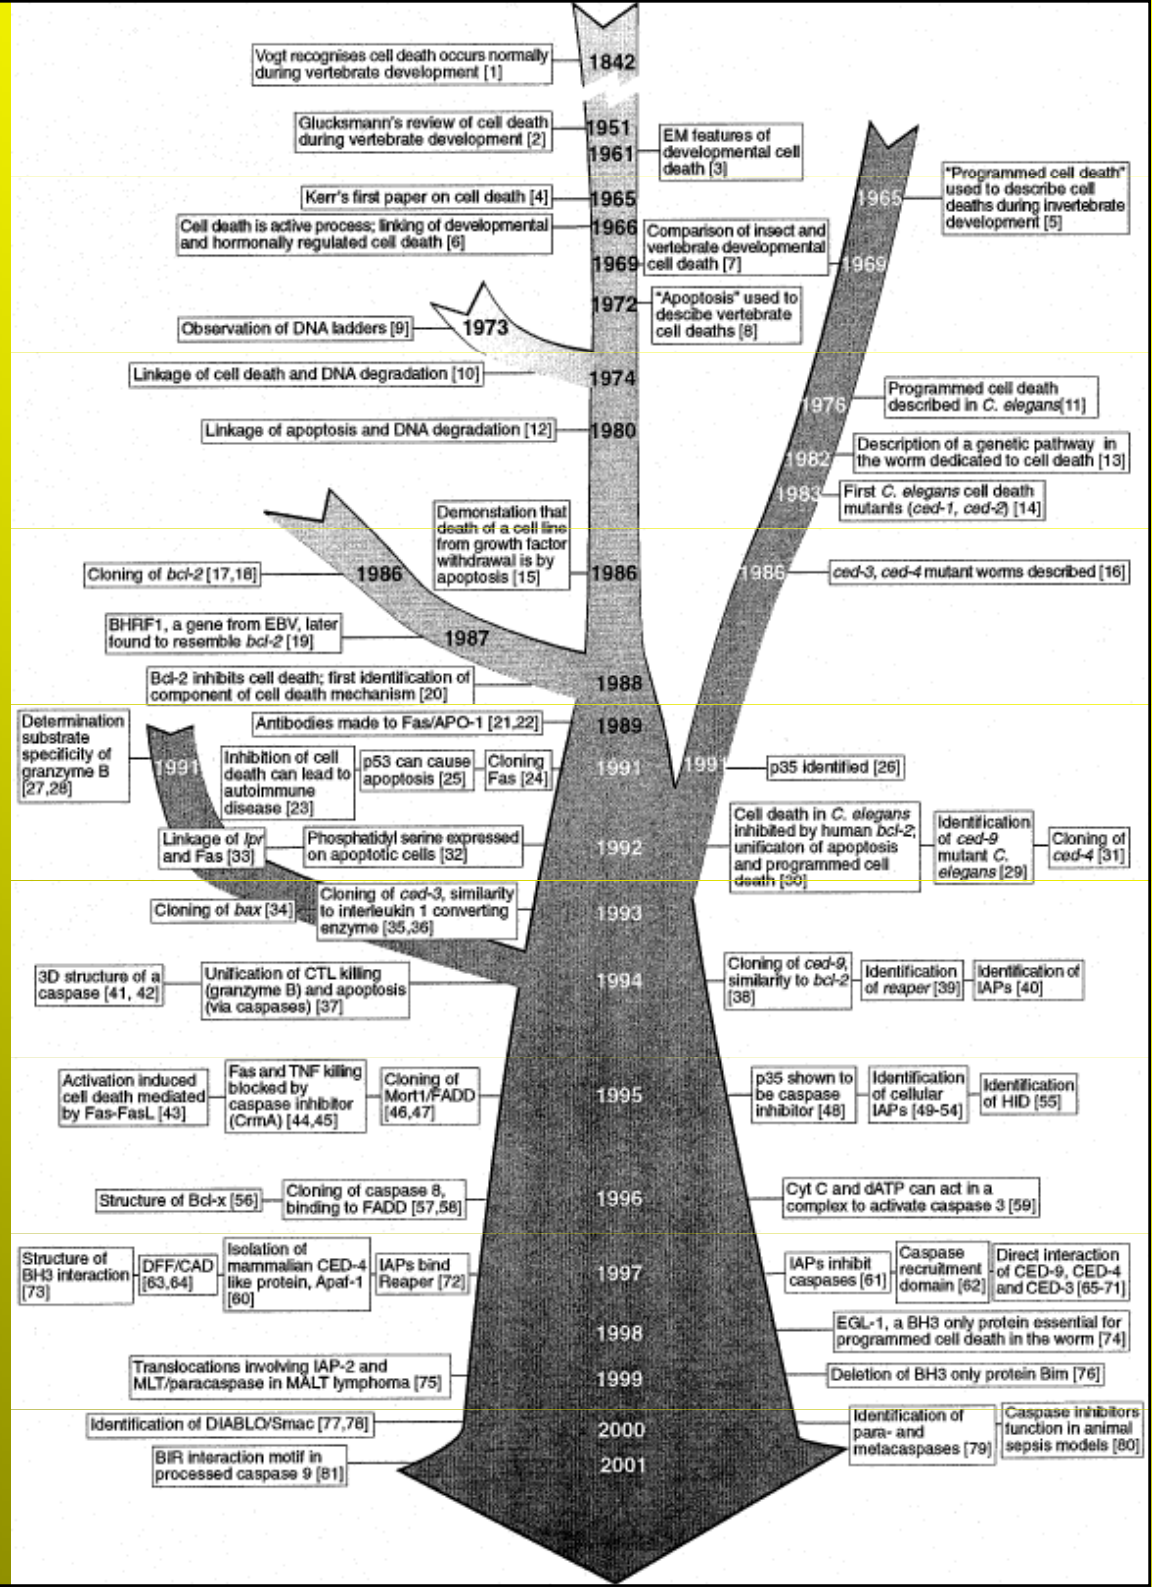 1842
Vogt recognises cell death occurs normally
during vertebrate development [1]
Glucksmann's review of cell death
during vertebrate development [2]
1951
1961
EM features of
developmental cell
death [3]
Kerr's first paper on cell death [4]
1965
1965
"Programmed cell death"
used to describe cell
deaths during invertebrate
development [5]
Cell death is active process; linking of developmental
and hormonally regulated cell death [6]
1966
1969
Comparison of insect and
vertebrate developmental
cell death [7]
1969
1972
"Apoptosis" used to
descibe vertebrate
cell deaths [8]
Observation of DNA ladders [9]
1973
Linkage of cell death and DNA degradation [10]
1974
1976
Programmed cell death
described in C. elegans[11]
Linkage of apoptosis and DNA degradation [12]
1980
1982
Description of a genetic pathway in
the worm dedicated to cell death [13]
1983
First C. elegans cell death
mutants (ced-1, ced-2) [14]
Demonstation that
death of a cell line
from growth factor
withdrawal is by
apoptosis [15]
Cloning of bcl-2 [17,18]
1986
1986
1986
ced-3, ced-4 mutant worms described [16]
BHRF1, a gene from EBV, later
found to resemble bcl-2 [19]
1987
Bcl-2 inhibits cell death; first identification of
component of cell death mechanism [20]
1988
Antibodies made to Fas/APO-1 [21,22]
1989
Determination
substrate
specificity of
granzyme B
[27,28]
1991
Inhibition of cell
death can lead to
autoimmune
disease [23]
p53 can cause
apoptosis [25]
Cloning
Fas [24]
1991
1991
p35 identified [26]
Linkage of lpr
and Fas [33]
Phosphatidyl serine expressed
on apoptotic cells [32]
1992
Cell death in C. elegans
inhibited by human bcl-2;
unificaton of apoptosis
and programmed cell
death [30]
Identification
of ced-9
mutant C.
elegans [29]
Cloning of
ced-4 [31]
Cloning of bax [34]
Cloning of ced-3, similarity
to interleukin 1 converting
enzyme [35,36]
1993
3D structure of a
caspase [41, 42]
Unification of CTL killing
(granzyme B) and apoptosis
(via caspases) [37]
1994
Cloning of ced-9,
similarity to bcl-2
[38]
Identification
of reaper [39]
Identification of
IAPs [40]
Activation induced
cell death mediated
by Fas-FasL [43]
Fas and TNF killing
blocked by
caspase inhibitor
(CrmA) [44,45]
Cloning of
Mort1/FADD
[46,47]
1995
p35 shown to
be caspase
inhibitor [48]
Identification
of cellular
IAPs [49-54]
Identification
of HID [55]
Structure of Bcl-x [56]
Cloning of caspase 8,
binding to FADD [57,58]
1996
Cyt C and dATP can act in a
complex to activate caspase 3 [59]
Structure of
BH3 interaction
[73]
DFF/CAD
[63,64]
Isolation of
mammalian CED-4
like protein, Apaf-1
[60]
IAPs bind
Reaper [72]
1997
IAPs inhibit
caspases [61]
Caspase
recruitment
domain [62]
Direct interaction
of CED-9, CED-4
and CED-3 [65-71]
1998
EGL-1, a BH3 only protein essential for
programmed cell death in the worm [74]
Translocations involving IAP-2 and
MLT/paracaspase in MALT lymphoma [75]
1999
Deletion of BH3 only protein Bim [76]
Identification of DIABLO/Smac [77,78]
2000
Identification of
para- and
metacaspases [79]
Caspase inhibitors
function in animal
sepsis models [80]
BIR interaction motif in
processed caspase 9 [81]
2001